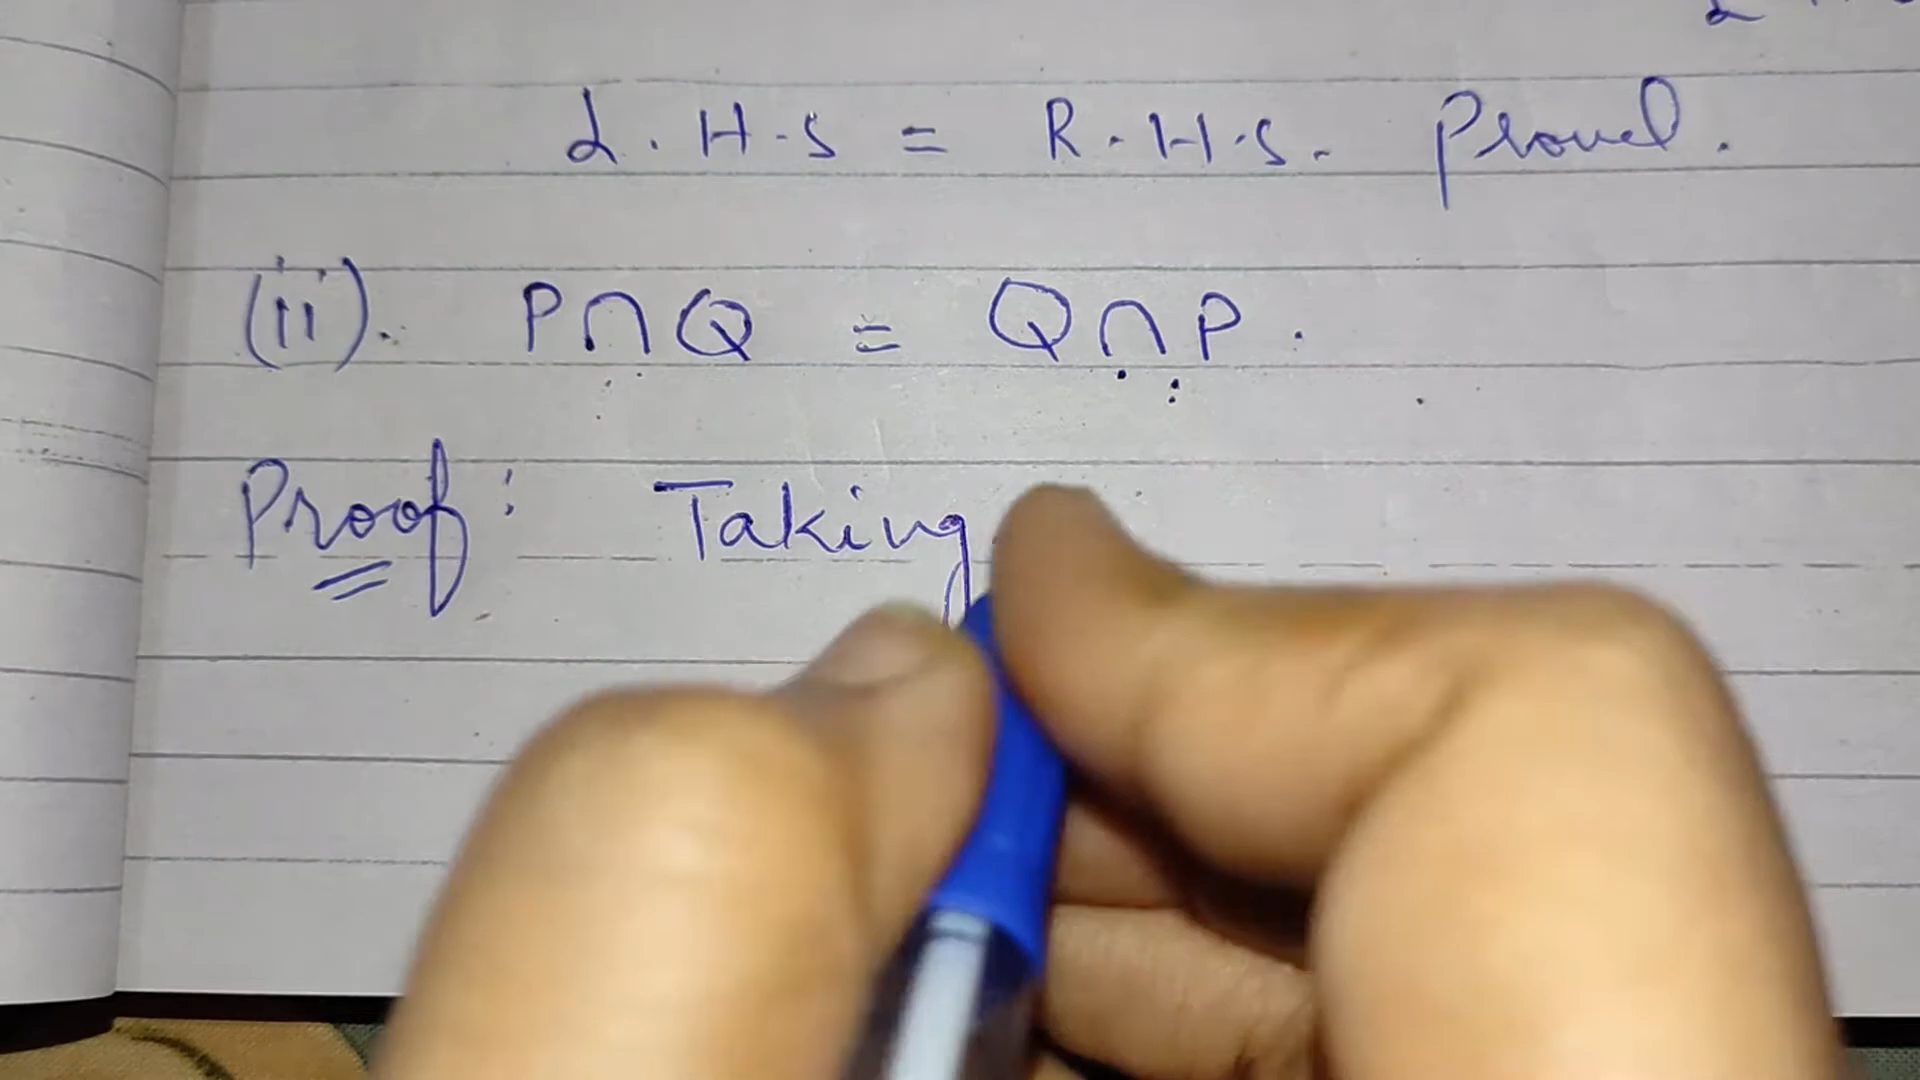 L.H.S = R.H.S. Proved.
(ii). P∩Q = Q∩P.
Proof: Taking